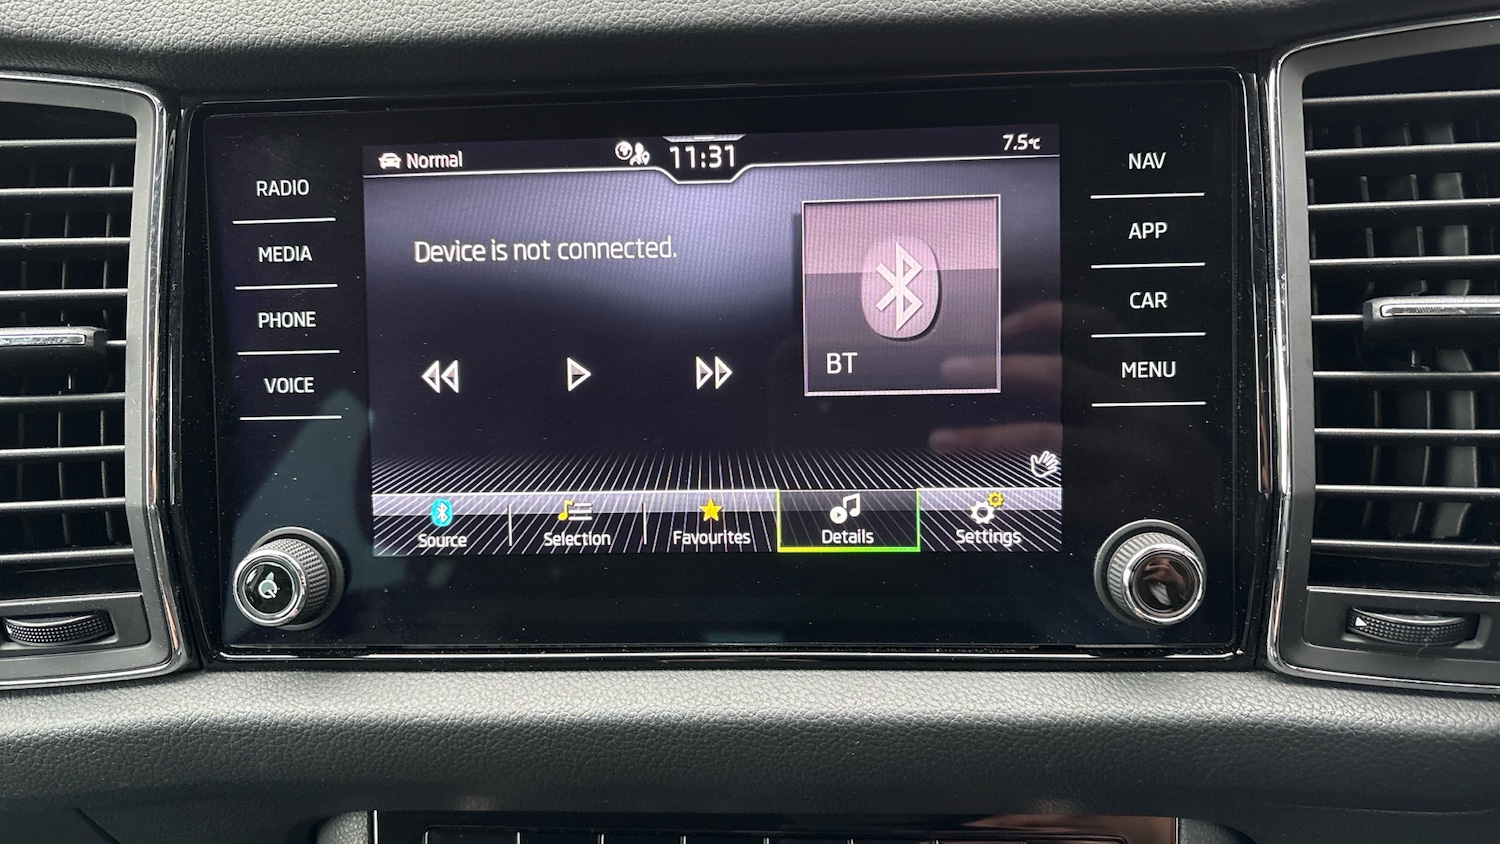 Normal
11:31
7.5°C
RADIO
MEDIA
PHONE
VOICE
Device is not connected.
BT
NAV
APP
CAR
MENU
Source
Selection
Favourites
Details
Settings